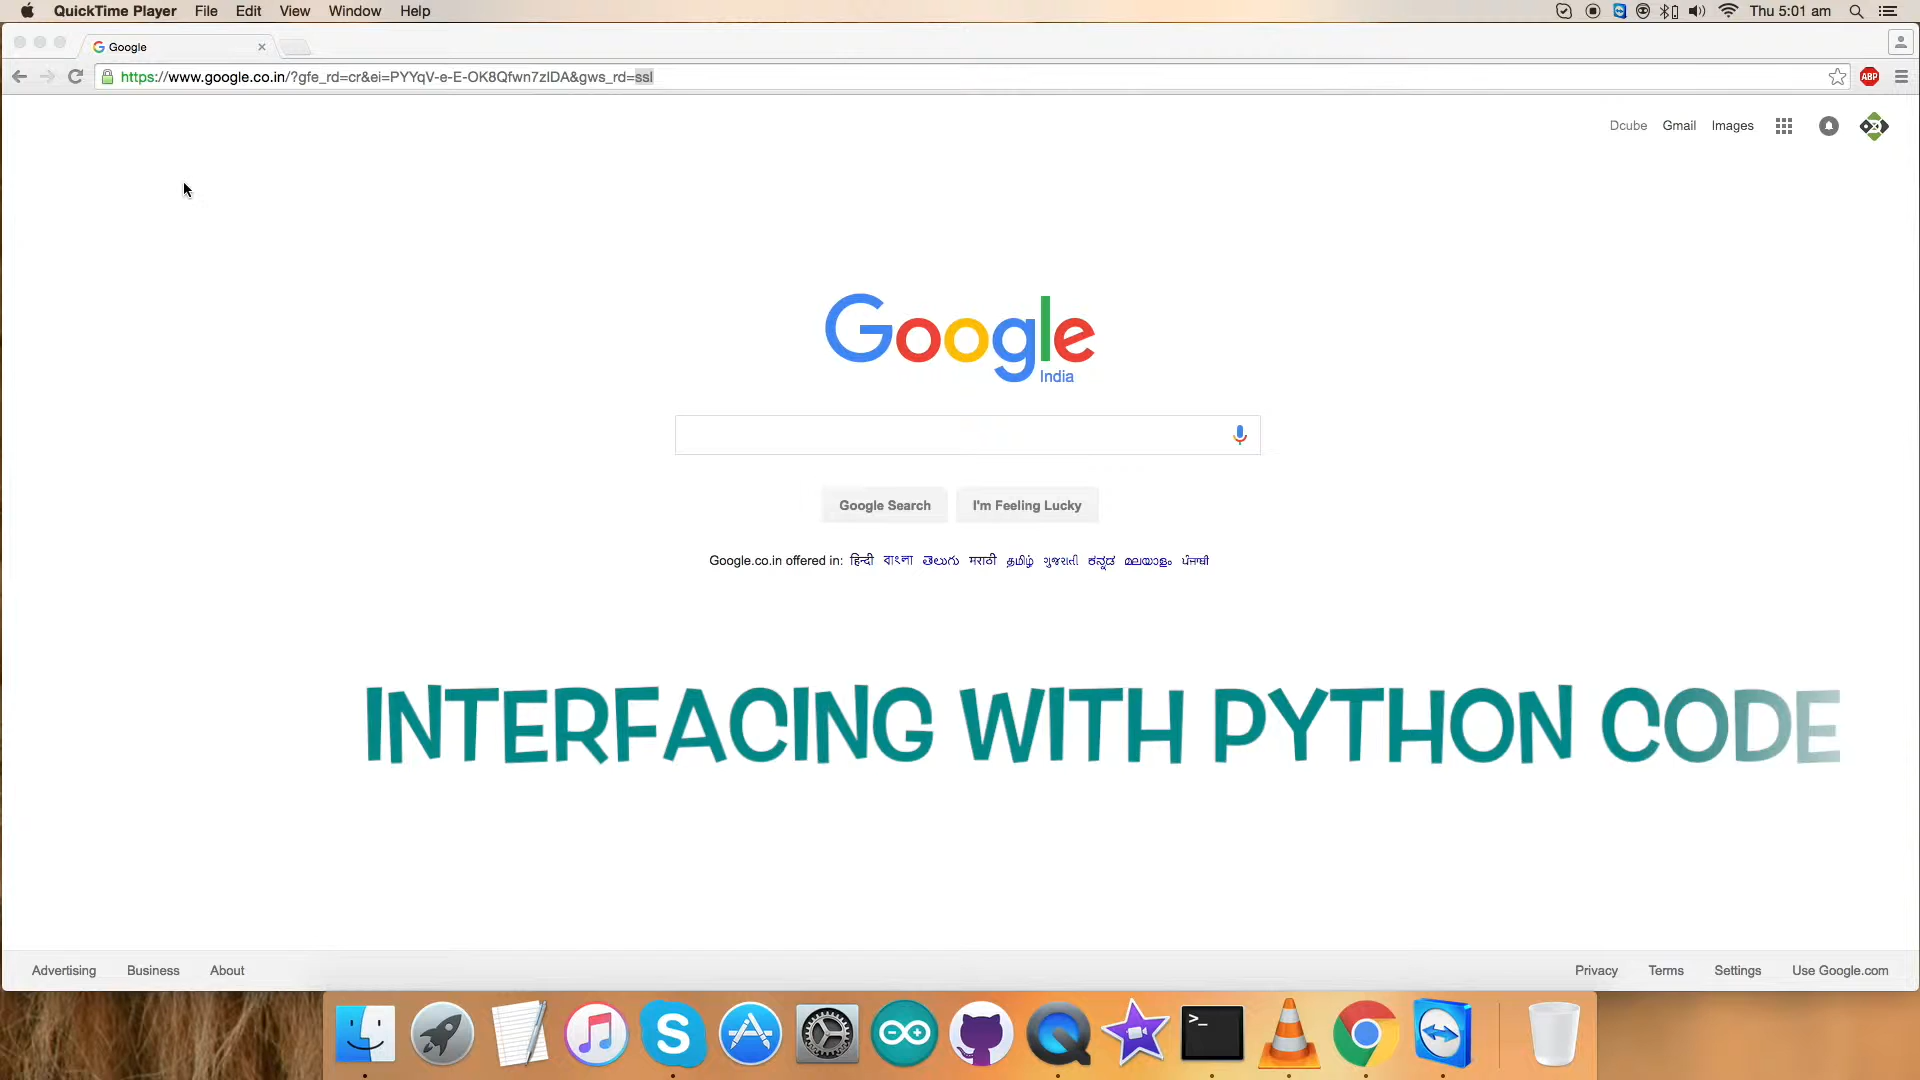 QuickTime Player File Edit View Window Help Thu 5:01 am
Google
https://www.google.co.in/?gfe_rd=cr&ei=PYYqV-e-E-OK8Qfwn7zIDA&gws_rd=ssl
ABP
Dcube Gmail Images
Google
India
Google Search I'm Feeling Lucky
Google.co.in offered in: हिन्दी বাংলা తెలుగు मराठी தமிழ் ગુજરાતી ಕನ್ನಡ മലയാളം ਪੰਜਾਬੀ
INTERFACING WITH PYTHON CODE
Advertising Business About Privacy Terms Settings Use Google.com